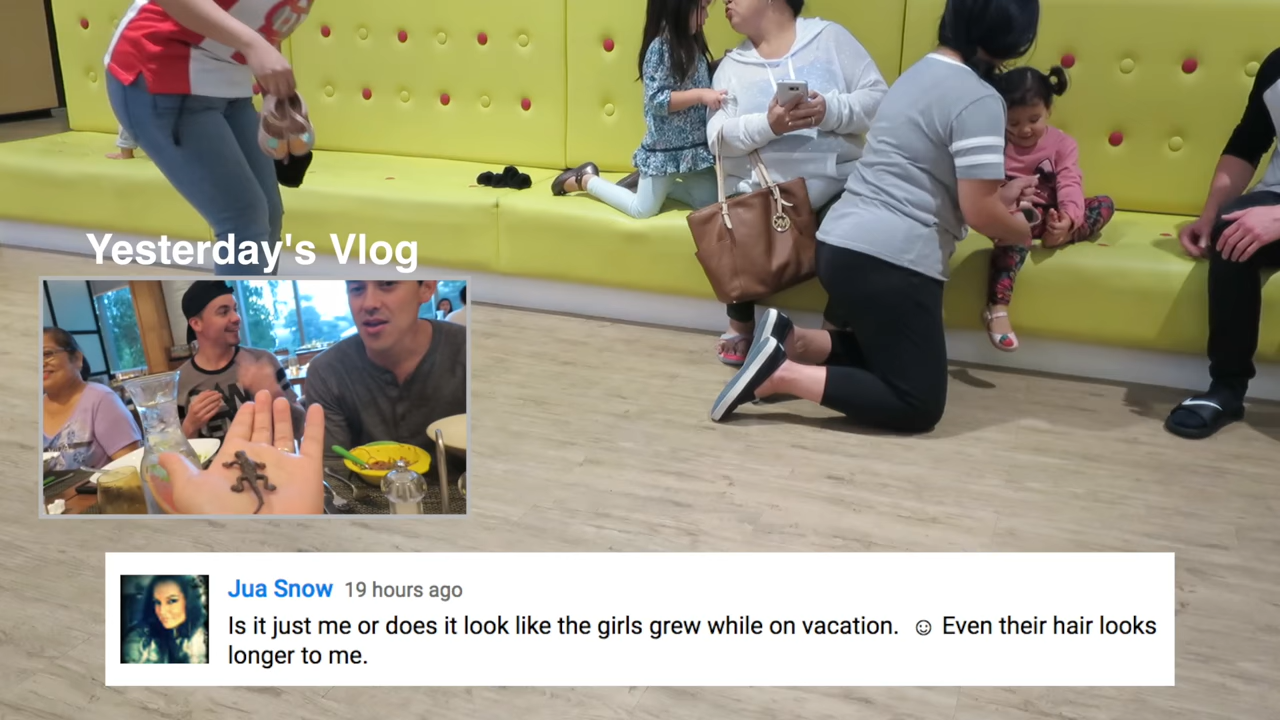 Yesterday's Vlog
Jua Snow 19 hours ago
Is it just me or does it look like the girls grew while on vacation. ☺ Even their hair looks
longer to me.